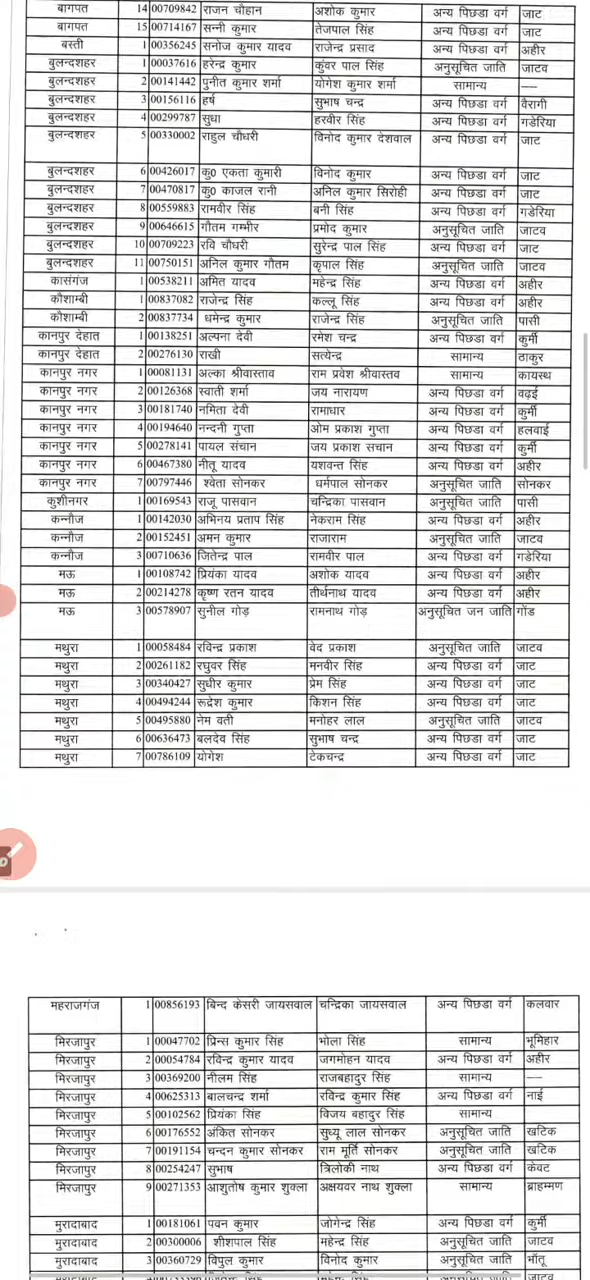 बागपत 14 00709842 राजन चौहान अशोक कुमार अन्य पिछडा वर्ग जाट
बागपत 15 00714167 सन्नी कुमार तेजपाल सिंह अन्य पिछडा वर्ग जाट
बस्ती 1 00356245 सनोज कुमार यादव राजेन्द्र प्रसाद अन्य पिछडा वर्ग अहीर
बुलन्दशहर 1 00037616 हरेन्द्र कुमार कुंवर पाल सिंह अनुसूचित जाति जाटव
बुलन्दशहर 2 00141442 पुनीत कुमार शर्मा योगेश कुमार शर्मा सामान्य ----
बुलन्दशहर 3 00156116 हर्ष सुभाष चन्द्र अन्य पिछडा वर्ग वैरागी
बुलन्दशहर 4 00299787 सुधा हरवीर सिंह अन्य पिछडा वर्ग गडेरिया
बुलन्दशहर 5 00330002 राहुल चौधरी विनोद कुमार देशवाल अन्य पिछडा वर्ग जाट
बुलन्दशहर 6 00426017 कु0 एकता कुमारी विनोद कुमार अन्य पिछडा वर्ग जाट
बुलन्दशहर 7 00470817 कु0 काजल रानी अनिल कुमार सिरोही अन्य पिछडा वर्ग जाट
बुलन्दशहर 8 00559883 रामवीर सिंह बनी सिंह अन्य पिछडा वर्ग गडेरिया
बुलन्दशहर 9 00646615 गौतम गम्भीर प्रमोद कुमार अनुसूचित जाति जाटव
बुलन्दशहर 10 00709223 रवि चौधरी सुरेन्द्र पाल सिंह अन्य पिछडा वर्ग जाट
बुलन्दशहर 11 00750151 अनिल कुमार गौतम कृपाल सिंह अनुसूचित जाति जाटव
कासंगंज 1 00538211 अमित यादव महेन्द्र सिंह अन्य पिछडा वर्ग अहीर
कौशाम्बी 1 00837082 राजेन्द्र सिंह कल्लू सिंह अन्य पिछडा वर्ग अहीर
कौशाम्बी 2 00837734 धमेन्द्र कुमार राजेन्द्र सिंह अनुसूचित जाति पासी
कानपुर देहात 1 00138251 अल्पना देवी रमेश चन्द्र अन्य पिछडा वर्ग कुर्मी
कानपुर देहात 2 00276130 राखी सत्येन्द्र सामान्य ठाकुर
कानपुर नगर 1 00081131 अल्का श्रीवास्ताव राम प्रवेश श्रीवास्तव सामान्य कायस्थ
कानपुर नगर 2 00126368 स्वाती शर्मा जय नारायण अन्य पिछडा वर्ग वढ़ई
कानपुर नगर 3 00181740 नमिता देवी रामाधार अन्य पिछडा वर्ग कुर्मी
कानपुर नगर 4 00194640 नन्दनी गुप्ता ओम प्रकाश गुप्ता अन्य पिछडा वर्ग हलवाई
कानपुर नगर 5 00278141 पायल संचान जय प्रकाश सचान अन्य पिछडा वर्ग कुर्मी
कानपुर नगर 6 00467380 नीतू यादव यशवन्त सिंह अन्य पिछडा वर्ग अहीर
कानपुर नगर 7 00797446 श्वेता सोनकर धर्मपाल सोनकर अनुसूचित जाति सोनकर
कुशीनगर 1 00169543 राजू पासवान चन्द्रिका पासवान अनुसूचित जाति पासी
कन्नौज 1 00142030 अभिनय प्रताप सिंह नेकराम सिंह अन्य पिछडा वर्ग अहीर
कन्नौज 2 00152451 अमन कुमार राजाराम अनुसूचित जाति जाटव
कन्नौज 3 00710636 जितेन्द्र पाल रामवीर पाल अन्य पिछडा वर्ग गडेरिया
मऊ 1 00108742 प्रियंका यादव अशोक यादव अन्य पिछडा वर्ग अहीर
मऊ 2 00214278 कृष्ण रतन यादव तीर्थनाथ यादव अन्य पिछडा वर्ग अहीर
मऊ 3 00578907 सुनील गोड़ रामनाथ गोड़ अनुसूचित जन जाति गोंड
मथुरा 1 00058484 रविन्द्र प्रकाश वेद प्रकाश अनुसूचित जाति जाटव
मथुरा 2 00261182 रघुवर सिंह मनवीर सिंह अन्य पिछडा वर्ग जाट
मथुरा 3 00340427 सुधीर कुमार प्रेम सिंह अन्य पिछडा वर्ग जाट
मथुरा 4 00494244 रूद्रेश कुमार किशन सिंह अन्य पिछडा वर्ग जाट
मथुरा 5 00495880 नेम वती मनोहर लाल अनुसूचित जाति जाटव
मथुरा 6 00636473 बलदेव सिंह सुभाष चन्द्र अन्य पिछडा वर्ग जाट
मथुरा 7 00786109 योगेश टेकचन्द्र अन्य पिछडा वर्ग जाट
महराजगंज 1 00856193 बिन्द केसरी जायसवाल चन्द्रिका जायसवाल अन्य पिछडा वर्ग कलवार
मिरजापुर 1 00047702 प्रिन्स कुमार सिंह भोला सिंह सामान्य भूमिहार
मिरजापुर 2 00054784 रविन्द्र कुमार यादव जगमोहन यादव अन्य पिछडा वर्ग अहीर
मिरजापुर 3 00369200 नीलम सिंह राजबहादुर सिंह सामान्य ----
मिरजापुर 4 00625313 बालचन्द्र शर्मा रविन्द्र कुमार सिंह अन्य पिछडा वर्ग नाई
मिरजापुर 5 00102562 प्रियंका सिंह विजय बहादुर सिंह सामान्य
मिरजापुर 6 00176552 अंकित सोनकर सुध्यू लाल सोनकर अनुसूचित जाति खटिक
मिरजापुर 7 00191154 चन्दन कुमार सोनकर राम मूर्ति सोनकर अनुसूचित जाति खटिक
मिरजापुर 8 00254247 सुभाष त्रिलोकी नाथ अन्य पिछडा वर्ग केवट
मिरजापुर 9 00271353 आशुतोष कुमार शुक्ला अक्षयवर नाथ शुक्ला सामान्य ब्राहम्मण
मुरादाबाद 1 00181061 पवन कुमार जोगेन्द्र सिंह अन्य पिछडा वर्ग कुर्मी
मुरादाबाद 2 00300006 शीशपाल सिंह महेन्द्र सिंह अनुसूचित जाति जाटव
मुरादाबाद 3 00360729 विपुल कुमार विनोद कुमार अनुसूचित जाति भाँतू